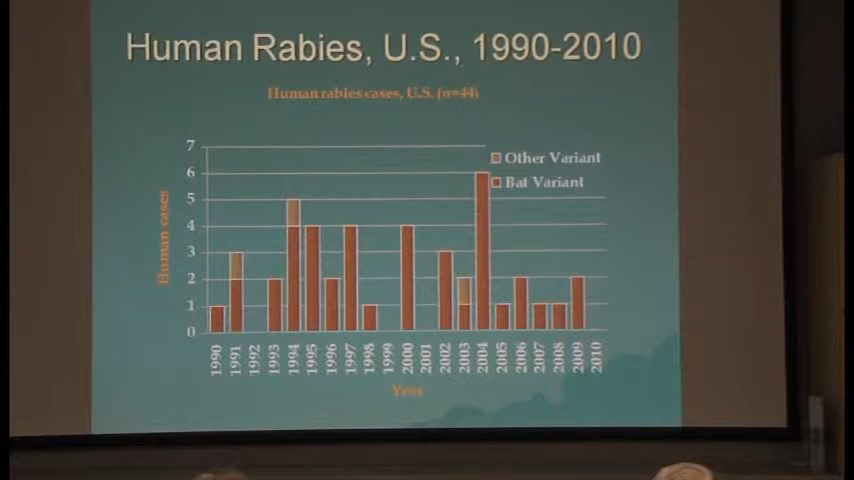 Human Rabies, U.S., 1990-2010
Human rabies cases, U.S. (n=44)
Other Variant
Bat Variant
Human cases
7
6
5
4
3
2
1
0
1990 1991 1992 1993 1994 1995 1996 1997 1998 1999 2000 2001 2002 2003 2004 2005 2006 2007 2008 2009 2010
Year